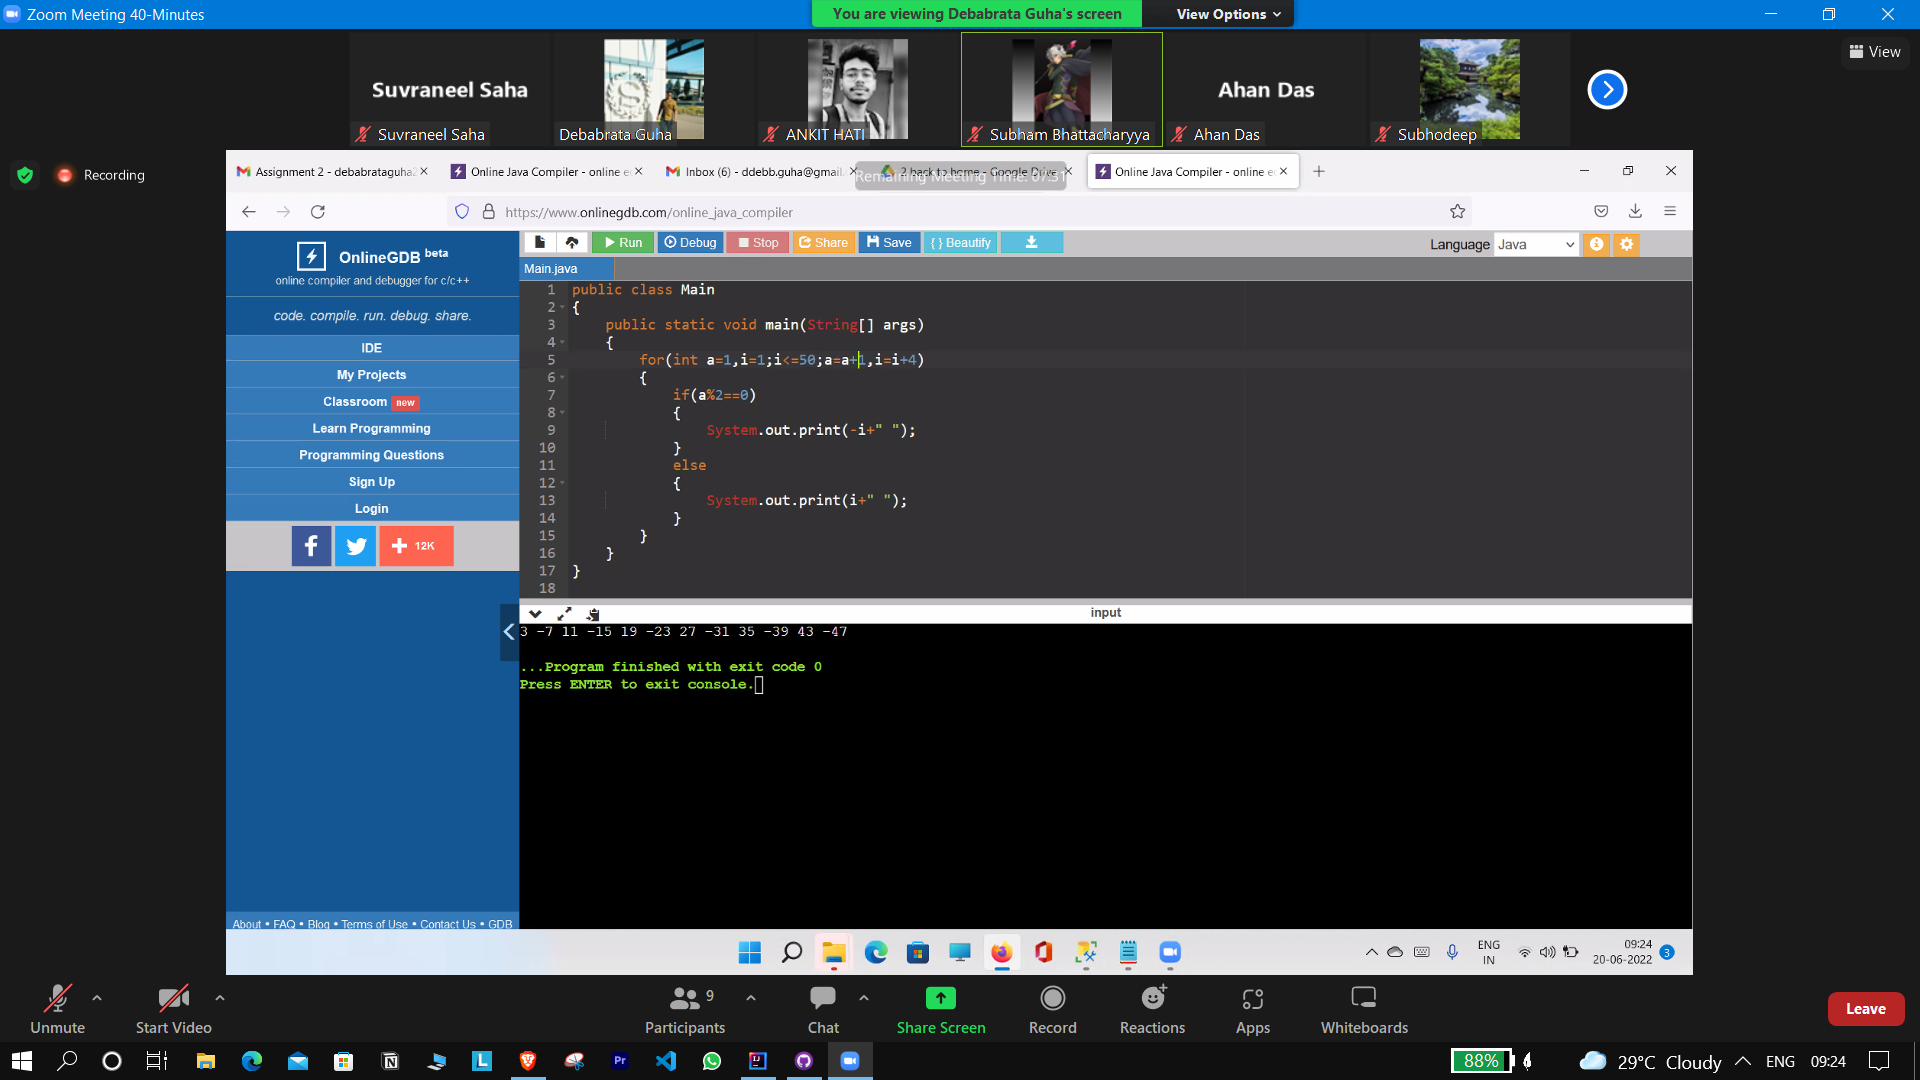 Zoom Meeting 40-Minutes
You are viewing Debabrata Guha's screen
View Options
View
Suvraneel Saha
Ahan Das
Suvraneel Saha
Debabrata Guha
ANKIT HATI
Subham Bhattacharyya
Ahan Das
Subhodeep
Recording
Assignment 2 - debabrataguha2
Online Java Compiler - online e
Inbox (6) - ddebb.guha@gmail.
2 back to home - Google Drive
Remaining Meeting Time: 07:31
Online Java Compiler - online e
https://www.onlinegdb.com/online_java_compiler
OnlineGDB beta
online compiler and debugger for c/c++
code. compile. run. debug. share.
IDE
My Projects
Classroom new
Learn Programming
Programming Questions
Sign Up
Login
12K
About • FAQ • Blog • Terms of Use • Contact Us • GDB
Run
Debug
Stop
Share
Save
{ } Beautify
Language Java
Main.java
1 public class Main
2 {
3 public static void main(String[] args)
4 {
5 for(int a=1,i=1;i<=50;a=a+1,i=i+4)
6 {
7 if(a%2==0)
8 {
9 System.out.print(-i+" ");
10 }
11 else
12 {
13 System.out.print(i+" ");
14 }
15 }
16 }
17 }
18
input
3 -7 11 -15 19 -23 27 -31 35 -39 43 -47
...Program finished with exit code 0
Press ENTER to exit console.
ENG
IN
09:24
20-06-2022
3
Unmute
Start Video
9
Participants
Chat
Share Screen
Record
Reactions
Apps
Whiteboards
Leave
88%
29°C Cloudy
ENG
09:24